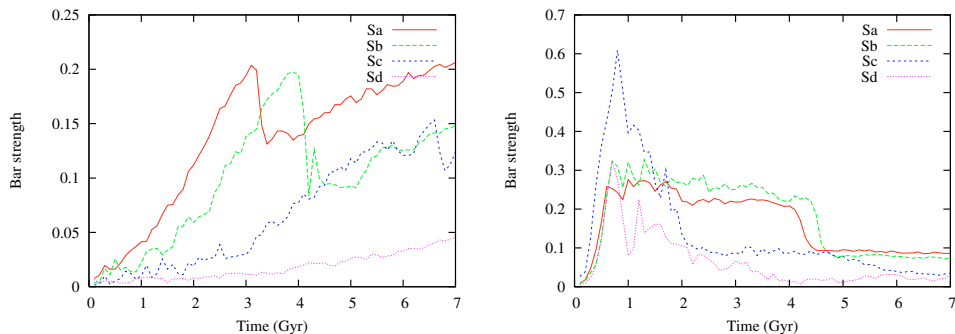 0.25
0.2
0.15
0.1
0.05
0
Bar strength
0 1 2 3 4 5 6 7
Time (Gyr)
Sa
Sb
Sc
Sd
0.7
0.6
0.5
0.4
0.3
0.2
0.1
0
Bar strength
0 1 2 3 4 5 6 7
Time (Gyr)
Sa
Sb
Sc
Sd